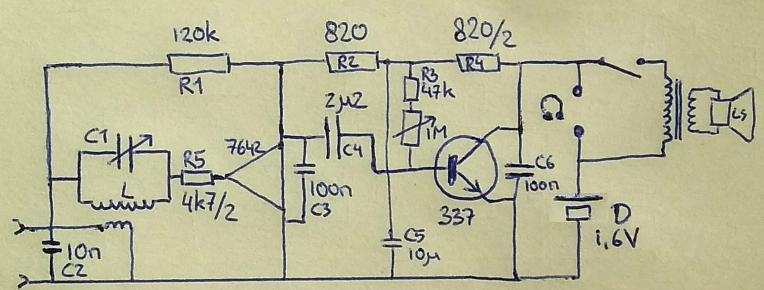 120k
R1
820
R2
820/2
R4
R3
47k
1M
2µ2
C4
C1
L
R5
4k7/2
7642
100n
C3
337
C6
100n
C5
10µ
10n
C2
D
1,6V
LS